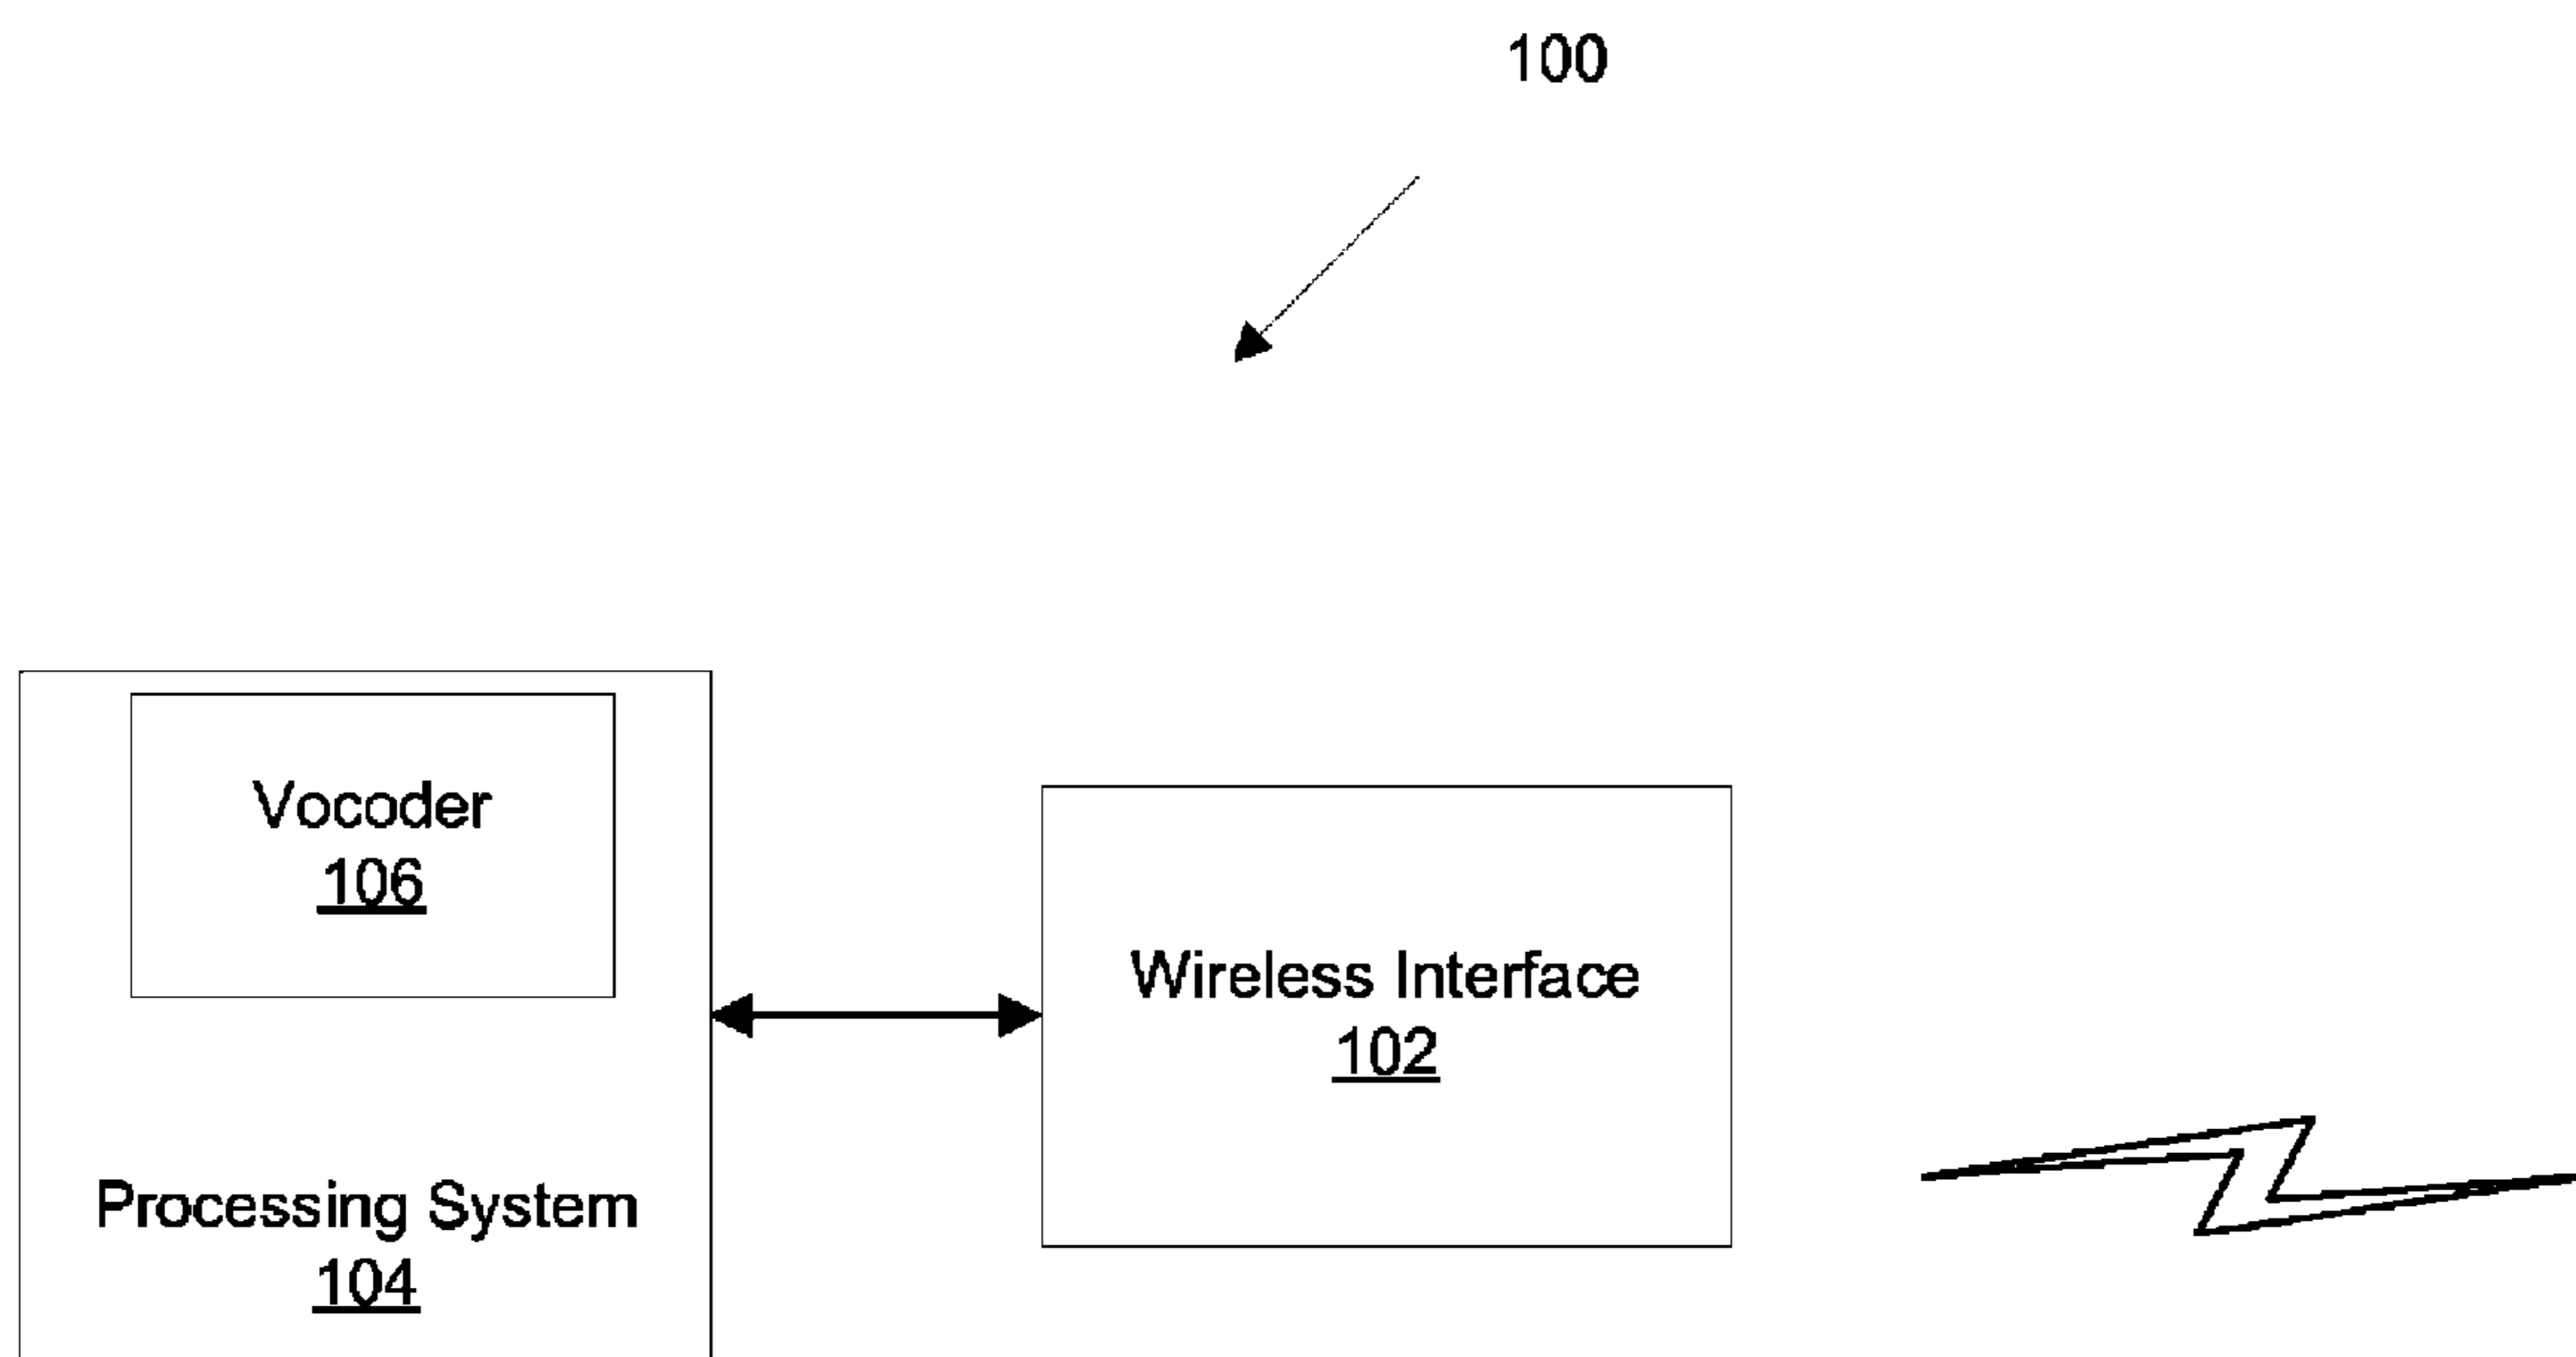 100
Vocoder
106
Wireless Interface
102
Processing System
104